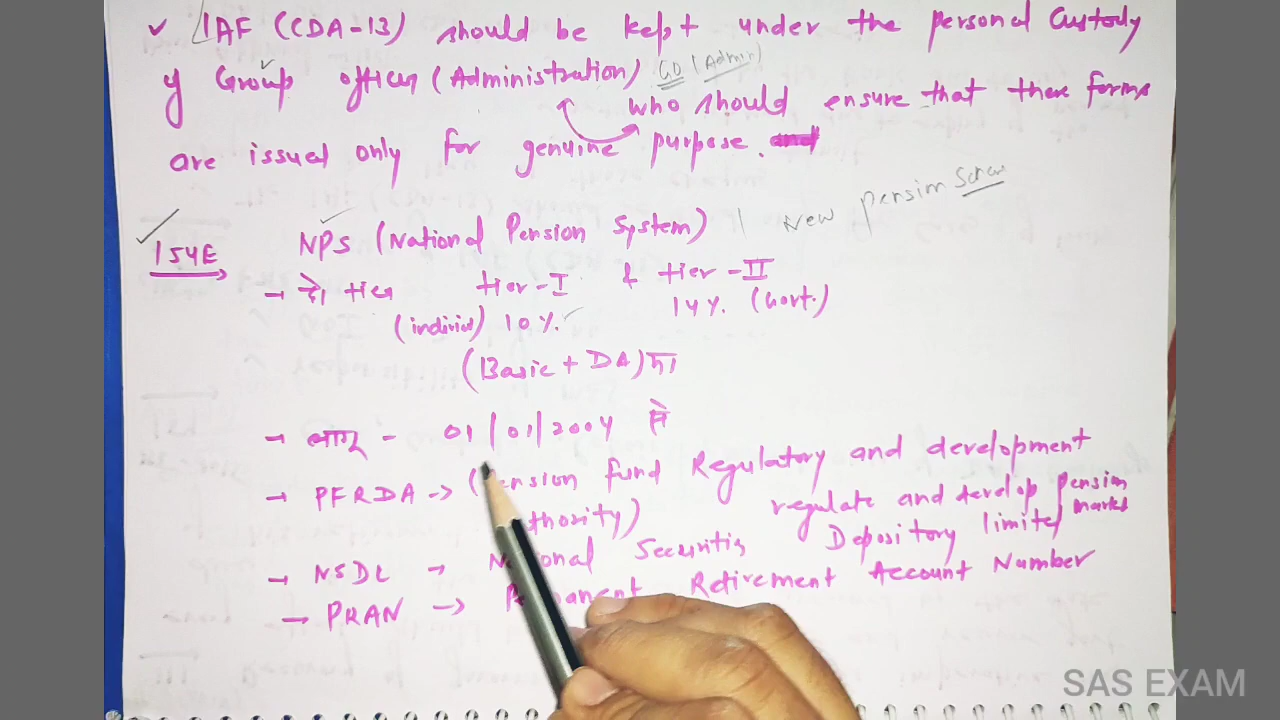 ✓ IAF (CDA-13) should be kept under the personal custody
of Group officer (Administration) GO (Admin)
who should ensure that there forms
are issued only for genuine purpose. and
154E NPS (National Pension System) | New pension Scheme
→ दो tier tier-I & tier-II
(individual) 10%. 14%. (Govt.)
(Basic + DA) का
→ लागू - 01/01/2004 से
→ PFRDA → (Pension fund Regulatory and development
thority) regulate and develop pension
market
→ NSDL → National Securities Depository limited
→ PRAN → Permanent Retirement Account Number
SAS EXAM